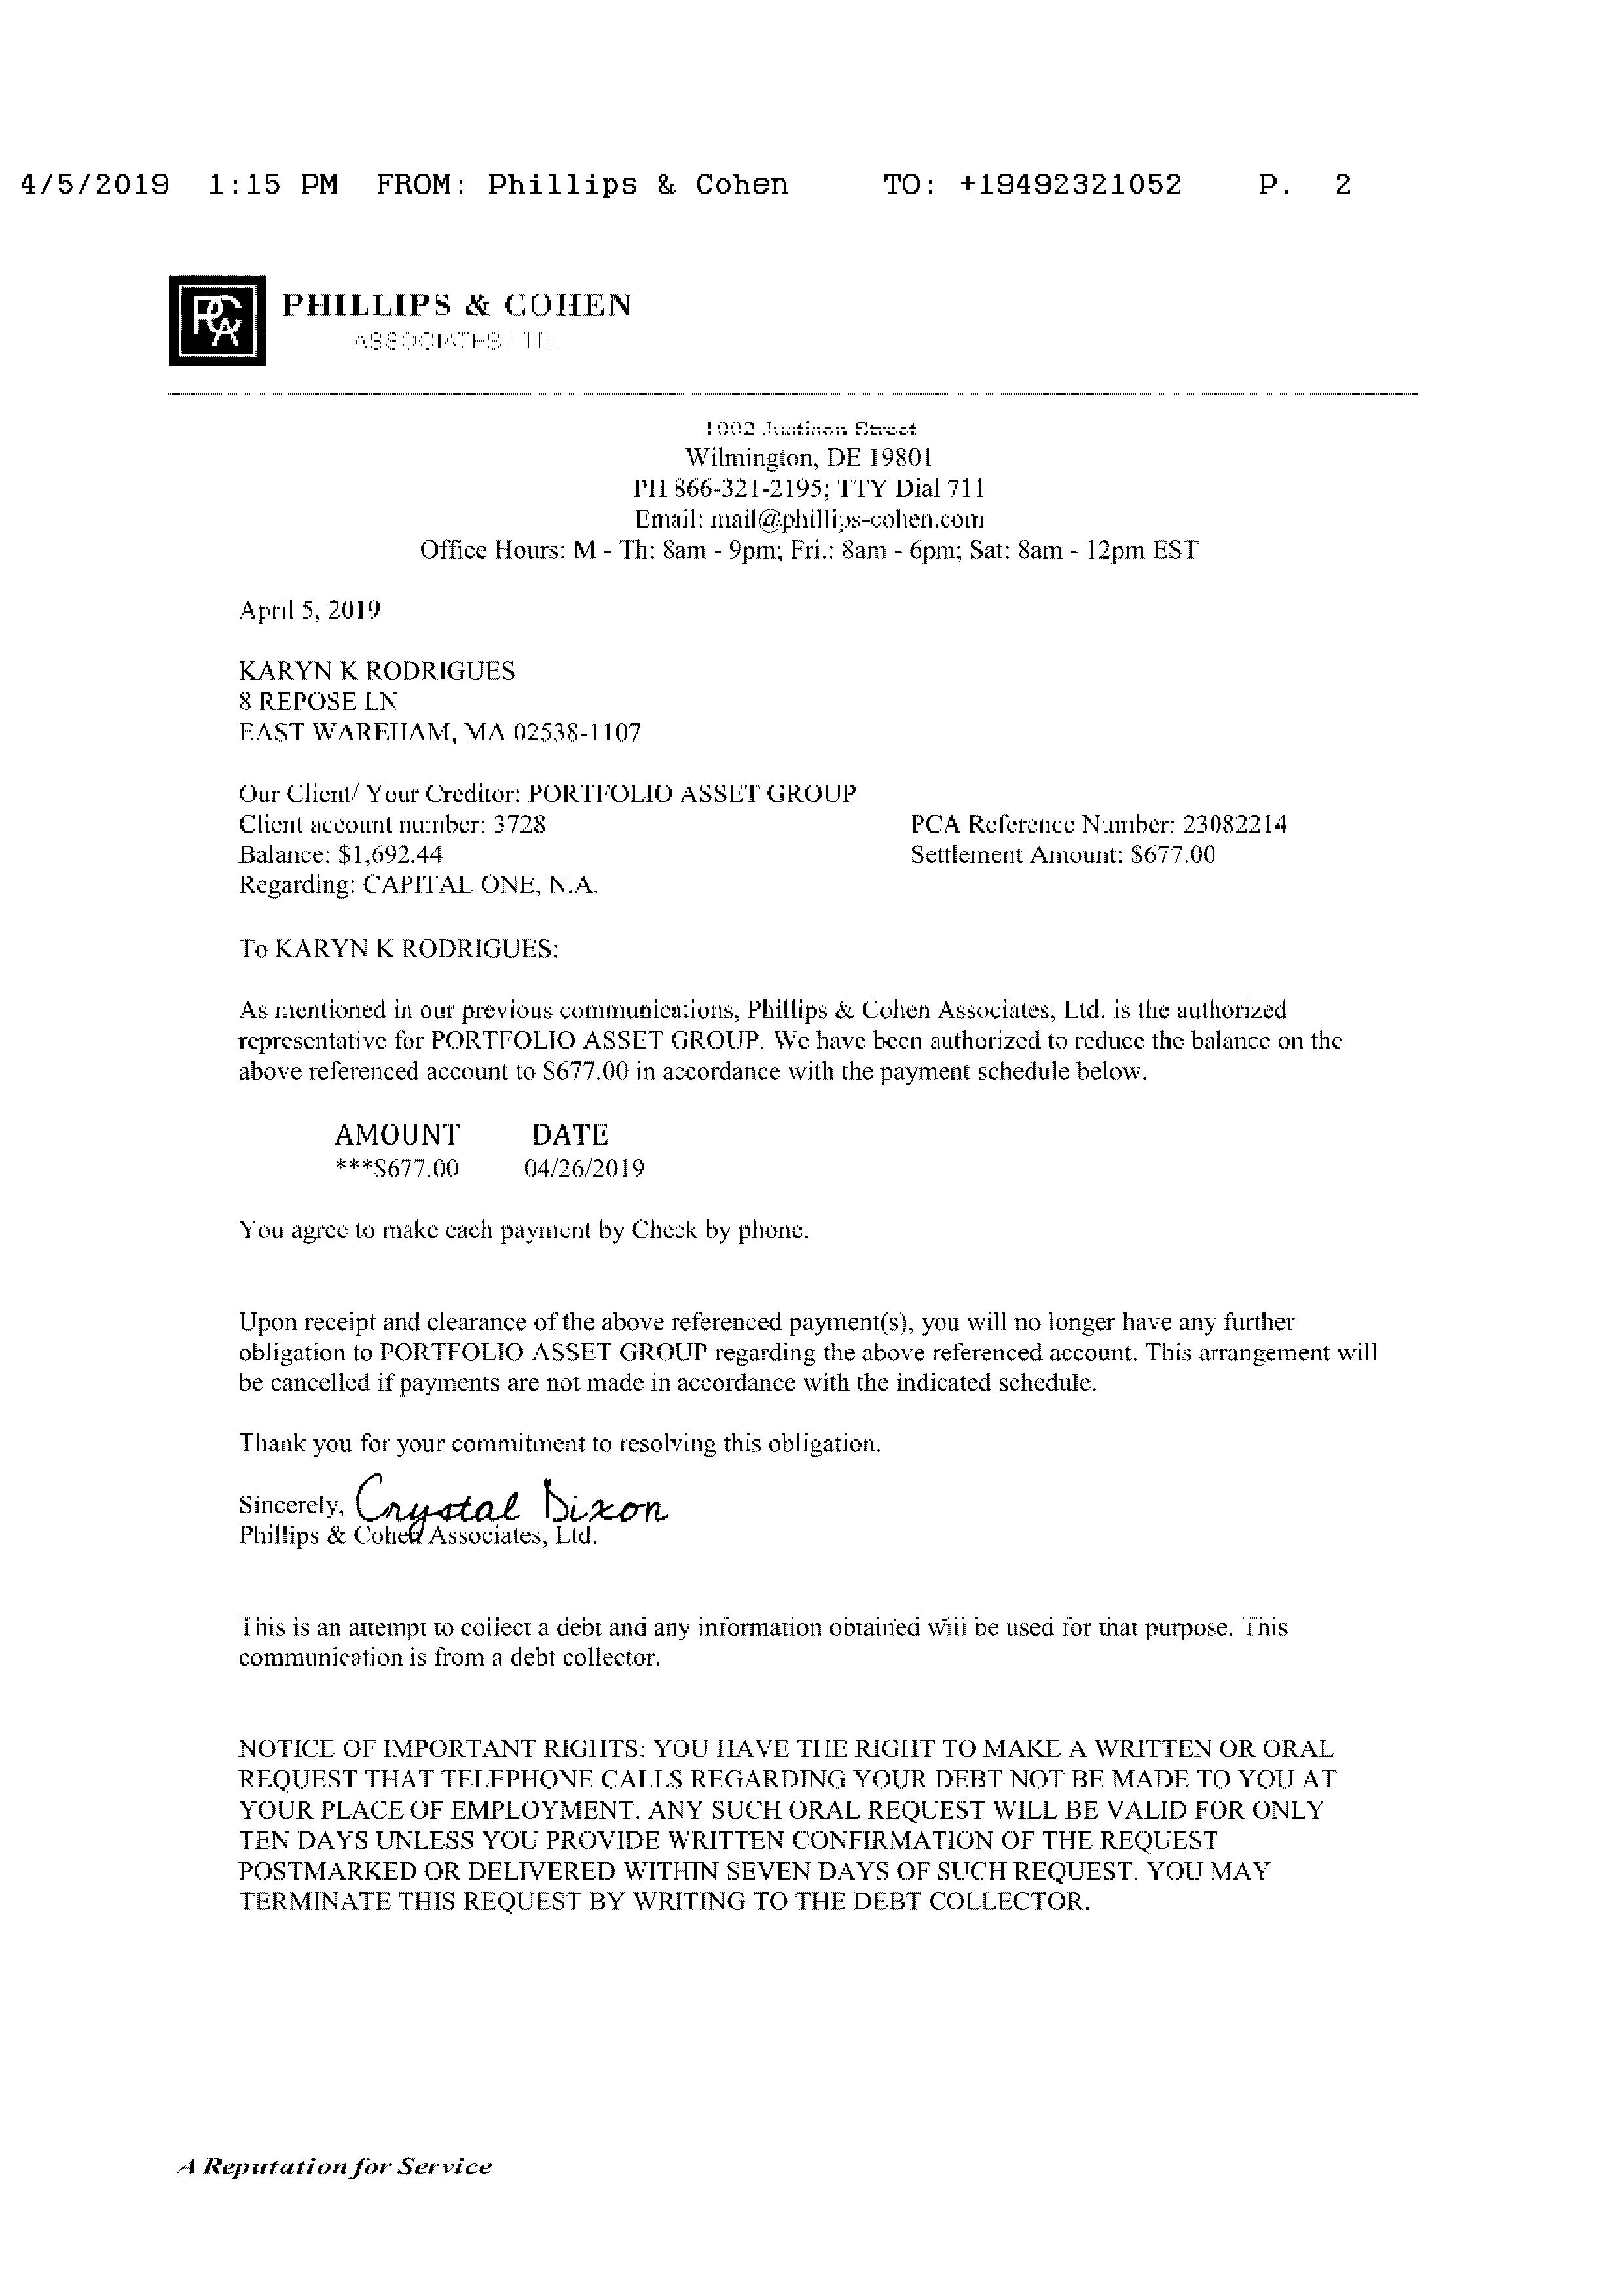 4/5/2019 1:15 PM FROM: Phillips & Cohen TO: +19492321052 P. 2
PCA
PHILLIPS & COHEN
ASSOCIATES LTD.
1002 Justison Street
Wilmington, DE 19801
PH 866-321-2195; TTY Dial 711
Email: mail@phillips-cohen.com
Office Hours: M - Th: 8am - 9pm; Fri.: 8am - 6pm; Sat: 8am - 12pm EST
April 5, 2019
KARYN K RODRIGUES
8 REPOSE LN
EAST WAREHAM, MA 02538-1107
Our Client/ Your Creditor: PORTFOLIO ASSET GROUP
Client account number: 3728 PCA Reference Number: 23082214
Balance: $1,692.44 Settlement Amount: $677.00
Regarding: CAPITAL ONE, N.A.
To KARYN K RODRIGUES:
As mentioned in our previous communications, Phillips & Cohen Associates, Ltd. is the authorized
representative for PORTFOLIO ASSET GROUP. We have been authorized to reduce the balance on the
above referenced account to $677.00 in accordance with the payment schedule below.
AMOUNT DATE
***$677.00 04/26/2019
You agree to make each payment by Check by phone.
Upon receipt and clearance of the above referenced payment(s), you will no longer have any further
obligation to PORTFOLIO ASSET GROUP regarding the above referenced account. This arrangement will
be cancelled if payments are not made in accordance with the indicated schedule.
Thank you for your commitment to resolving this obligation.
Sincerely, Crystal Dixon
Phillips & Cohen Associates, Ltd.
This is an attempt to collect a debt and any information obtained will be used for that purpose. This
communication is from a debt collector.
NOTICE OF IMPORTANT RIGHTS: YOU HAVE THE RIGHT TO MAKE A WRITTEN OR ORAL
REQUEST THAT TELEPHONE CALLS REGARDING YOUR DEBT NOT BE MADE TO YOU AT
YOUR PLACE OF EMPLOYMENT. ANY SUCH ORAL REQUEST WILL BE VALID FOR ONLY
TEN DAYS UNLESS YOU PROVIDE WRITTEN CONFIRMATION OF THE REQUEST
POSTMARKED OR DELIVERED WITHIN SEVEN DAYS OF SUCH REQUEST. YOU MAY
TERMINATE THIS REQUEST BY WRITING TO THE DEBT COLLECTOR.
A Reputation for Service